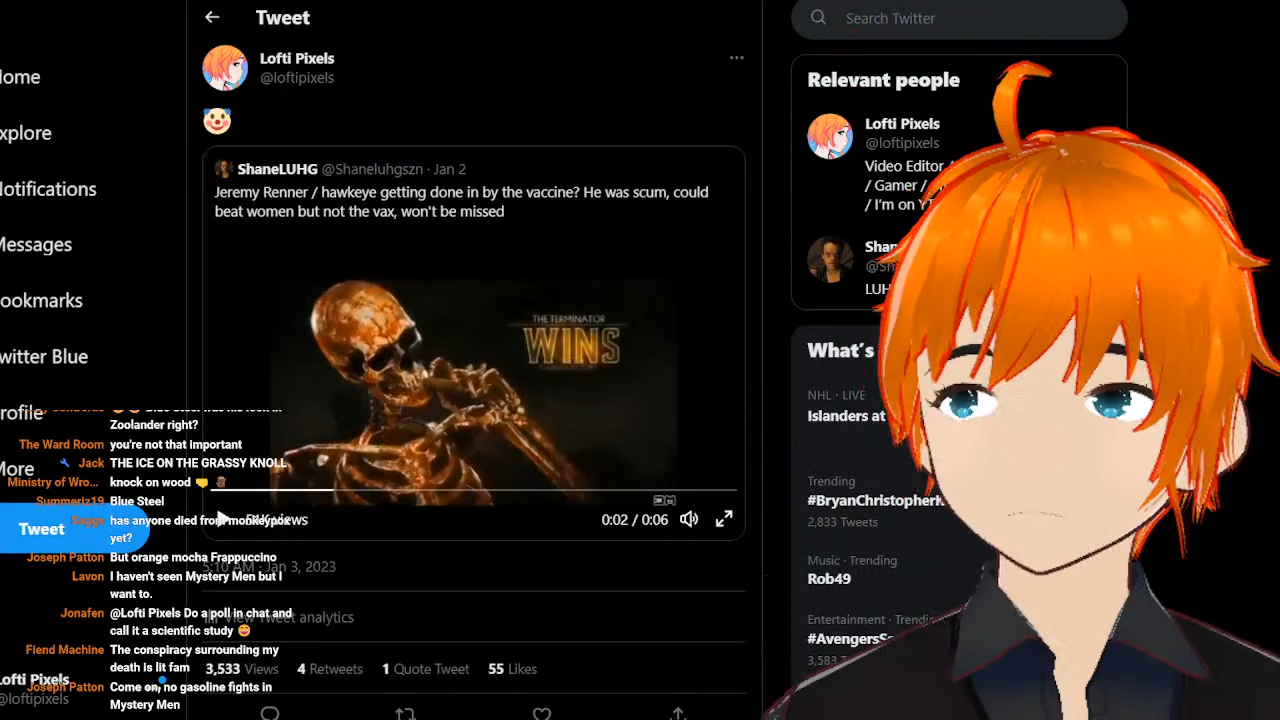 Tweet
Search Twitter
ome
xplore
otifications
Messages
ookmarks
witter Blue
rofile
More
Tweet
Lofti Pixels
@loftipixels
ShaneLUHG @Shaneluhgszn · Jan 2
Jeremy Renner / hawkeye getting done in by the vaccine? He was scum, could
beat women but not the vax, won't be missed
THE TERMINATOR
WINS
views
0:02 / 0:06
5:10 AM · Jan 3, 2023
View Tweet analytics
3,533 Views 4 Retweets 1 Quote Tweet 55 Likes
Relevant people
Lofti Pixels
@loftipixels
Video Editor /
/ Gamer /
/ I'm on YT
Shan
@Sh
LUH
What's
NHL · LIVE
Islanders at
Trending
#BryanChristopherK
2,833 Tweets
Music · Trending
Rob49
Entertainment · Trending
#AvengersS
3,583 T
Zoolander right?
The Ward Room you're not that important
Jack THE ICE ON THE GRASSY KNOLL
Ministry of Wro... knock on wood 🤜 🪵
Summeriz19 Blue Steel
has anyone died from monkeypox
yet?
Joseph Patton But orange mocha Frappuccino
Lavon I haven't seen Mystery Men but I
want to.
Jonafen @Lofti Pixels Do a poll in chat and
call it a scientific study 😋
Fiend Machine The conspiracy surrounding my
death is lit fam
Joseph Patton Come on, no gasoline fights in
Mystery Men
Lofti Pixels
@loftipixels